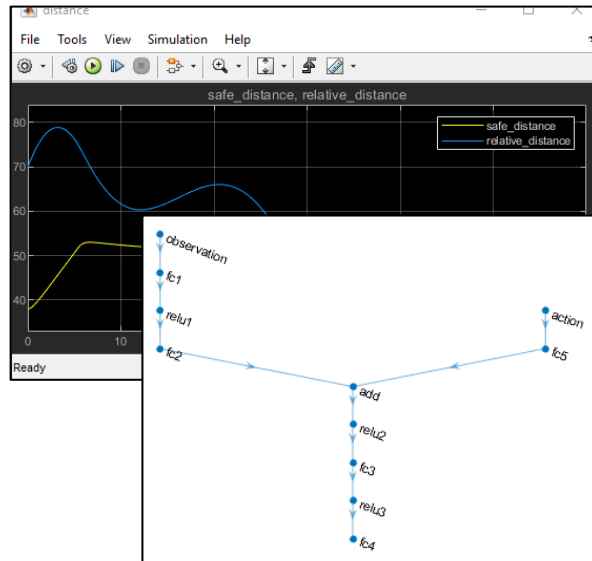 distance
File Tools View Simulation Help
safe_distance, relative_distance
safe_distance
relative_distance
80
70
60
50
40
0
10
Ready
observation
fc1
relu1
fc2
action
fc5
add
relu2
fc3
relu3
fc4